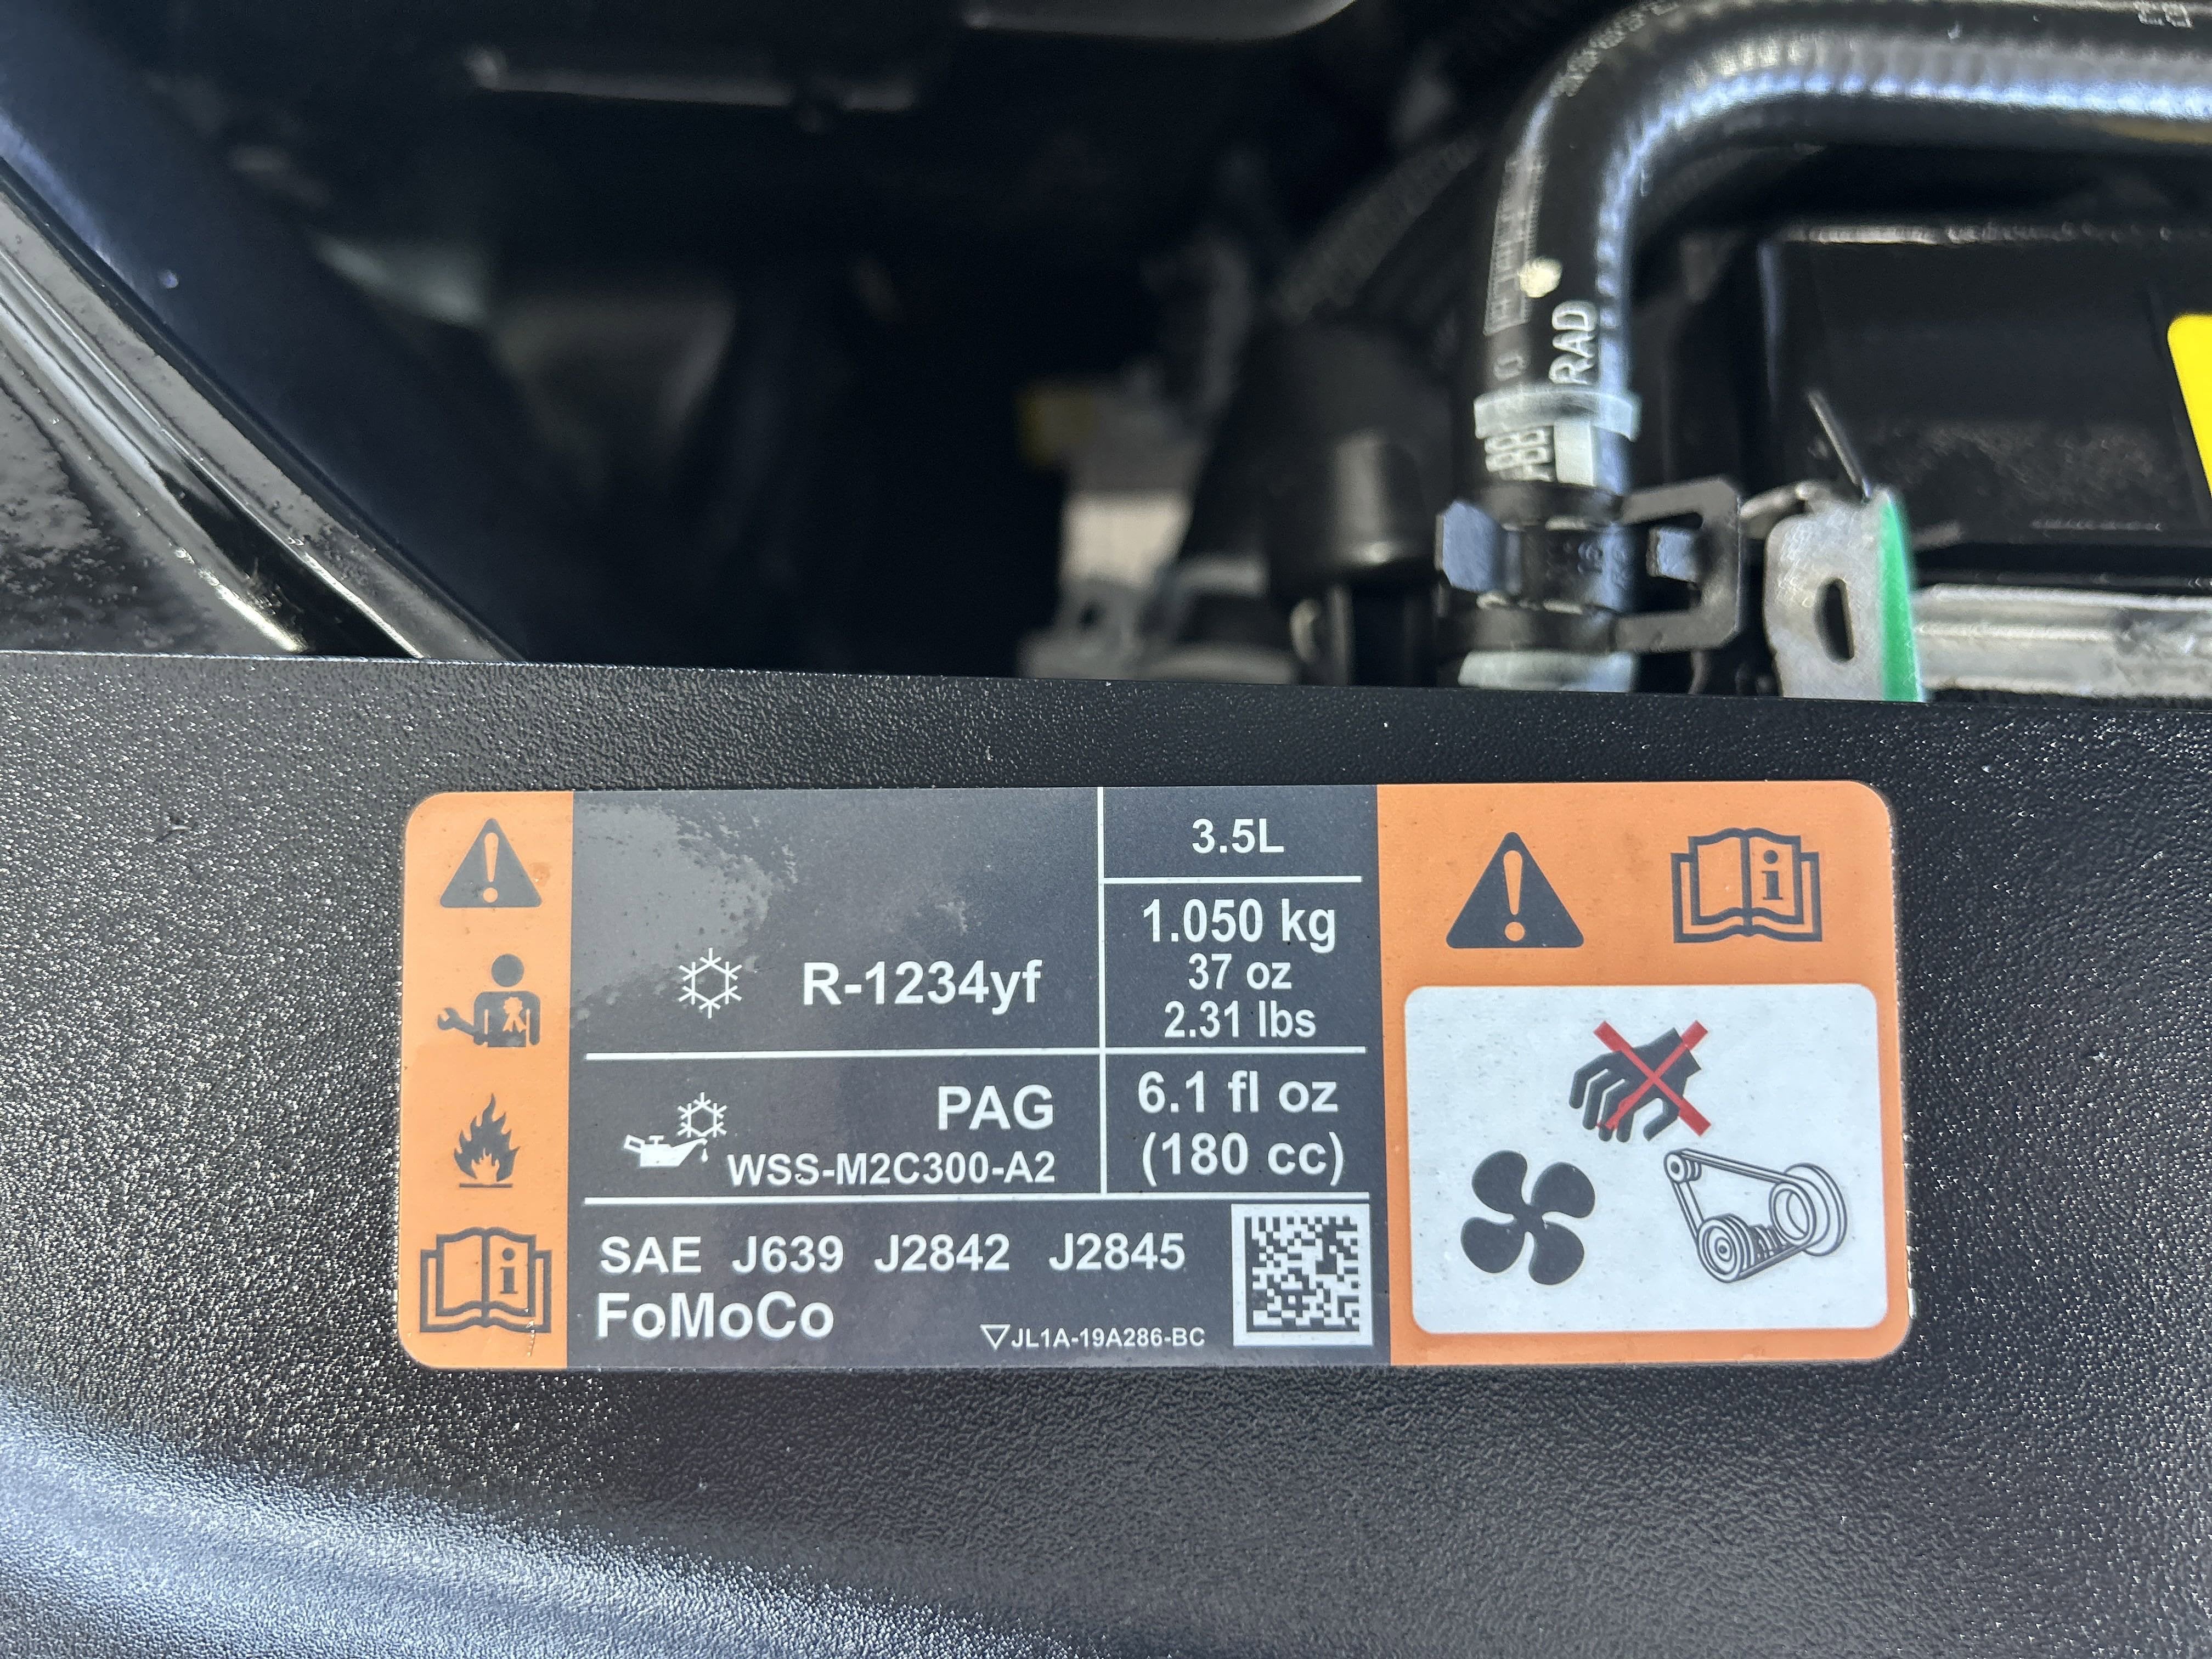 RAD
3.5L
1.050 kg
37 oz
2.31 lbs
R-1234yf
PAG
WSS-M2C300-A2
6.1 fl oz
(180 cc)
SAE J639 J2842 J2845
FoMoCo
JL1A-19A286-BC